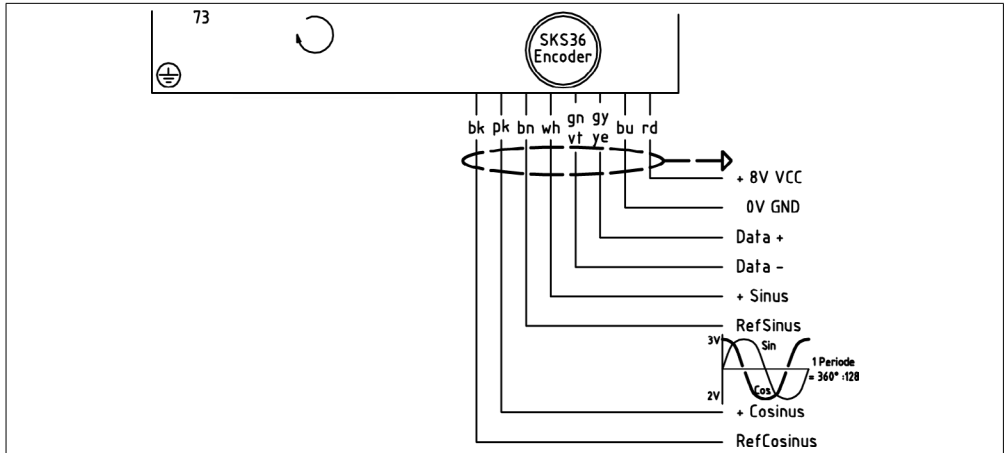 73
SKS36
Encoder
bk pk bn wh gn gy bu rd
vt ye
+ 8V VCC
0V GND
Data +
Data -
+ Sinus
RefSinus
3V
Sin
1 Periode
= 360° :128
Cos
2V
+ Cosinus
RefCosinus